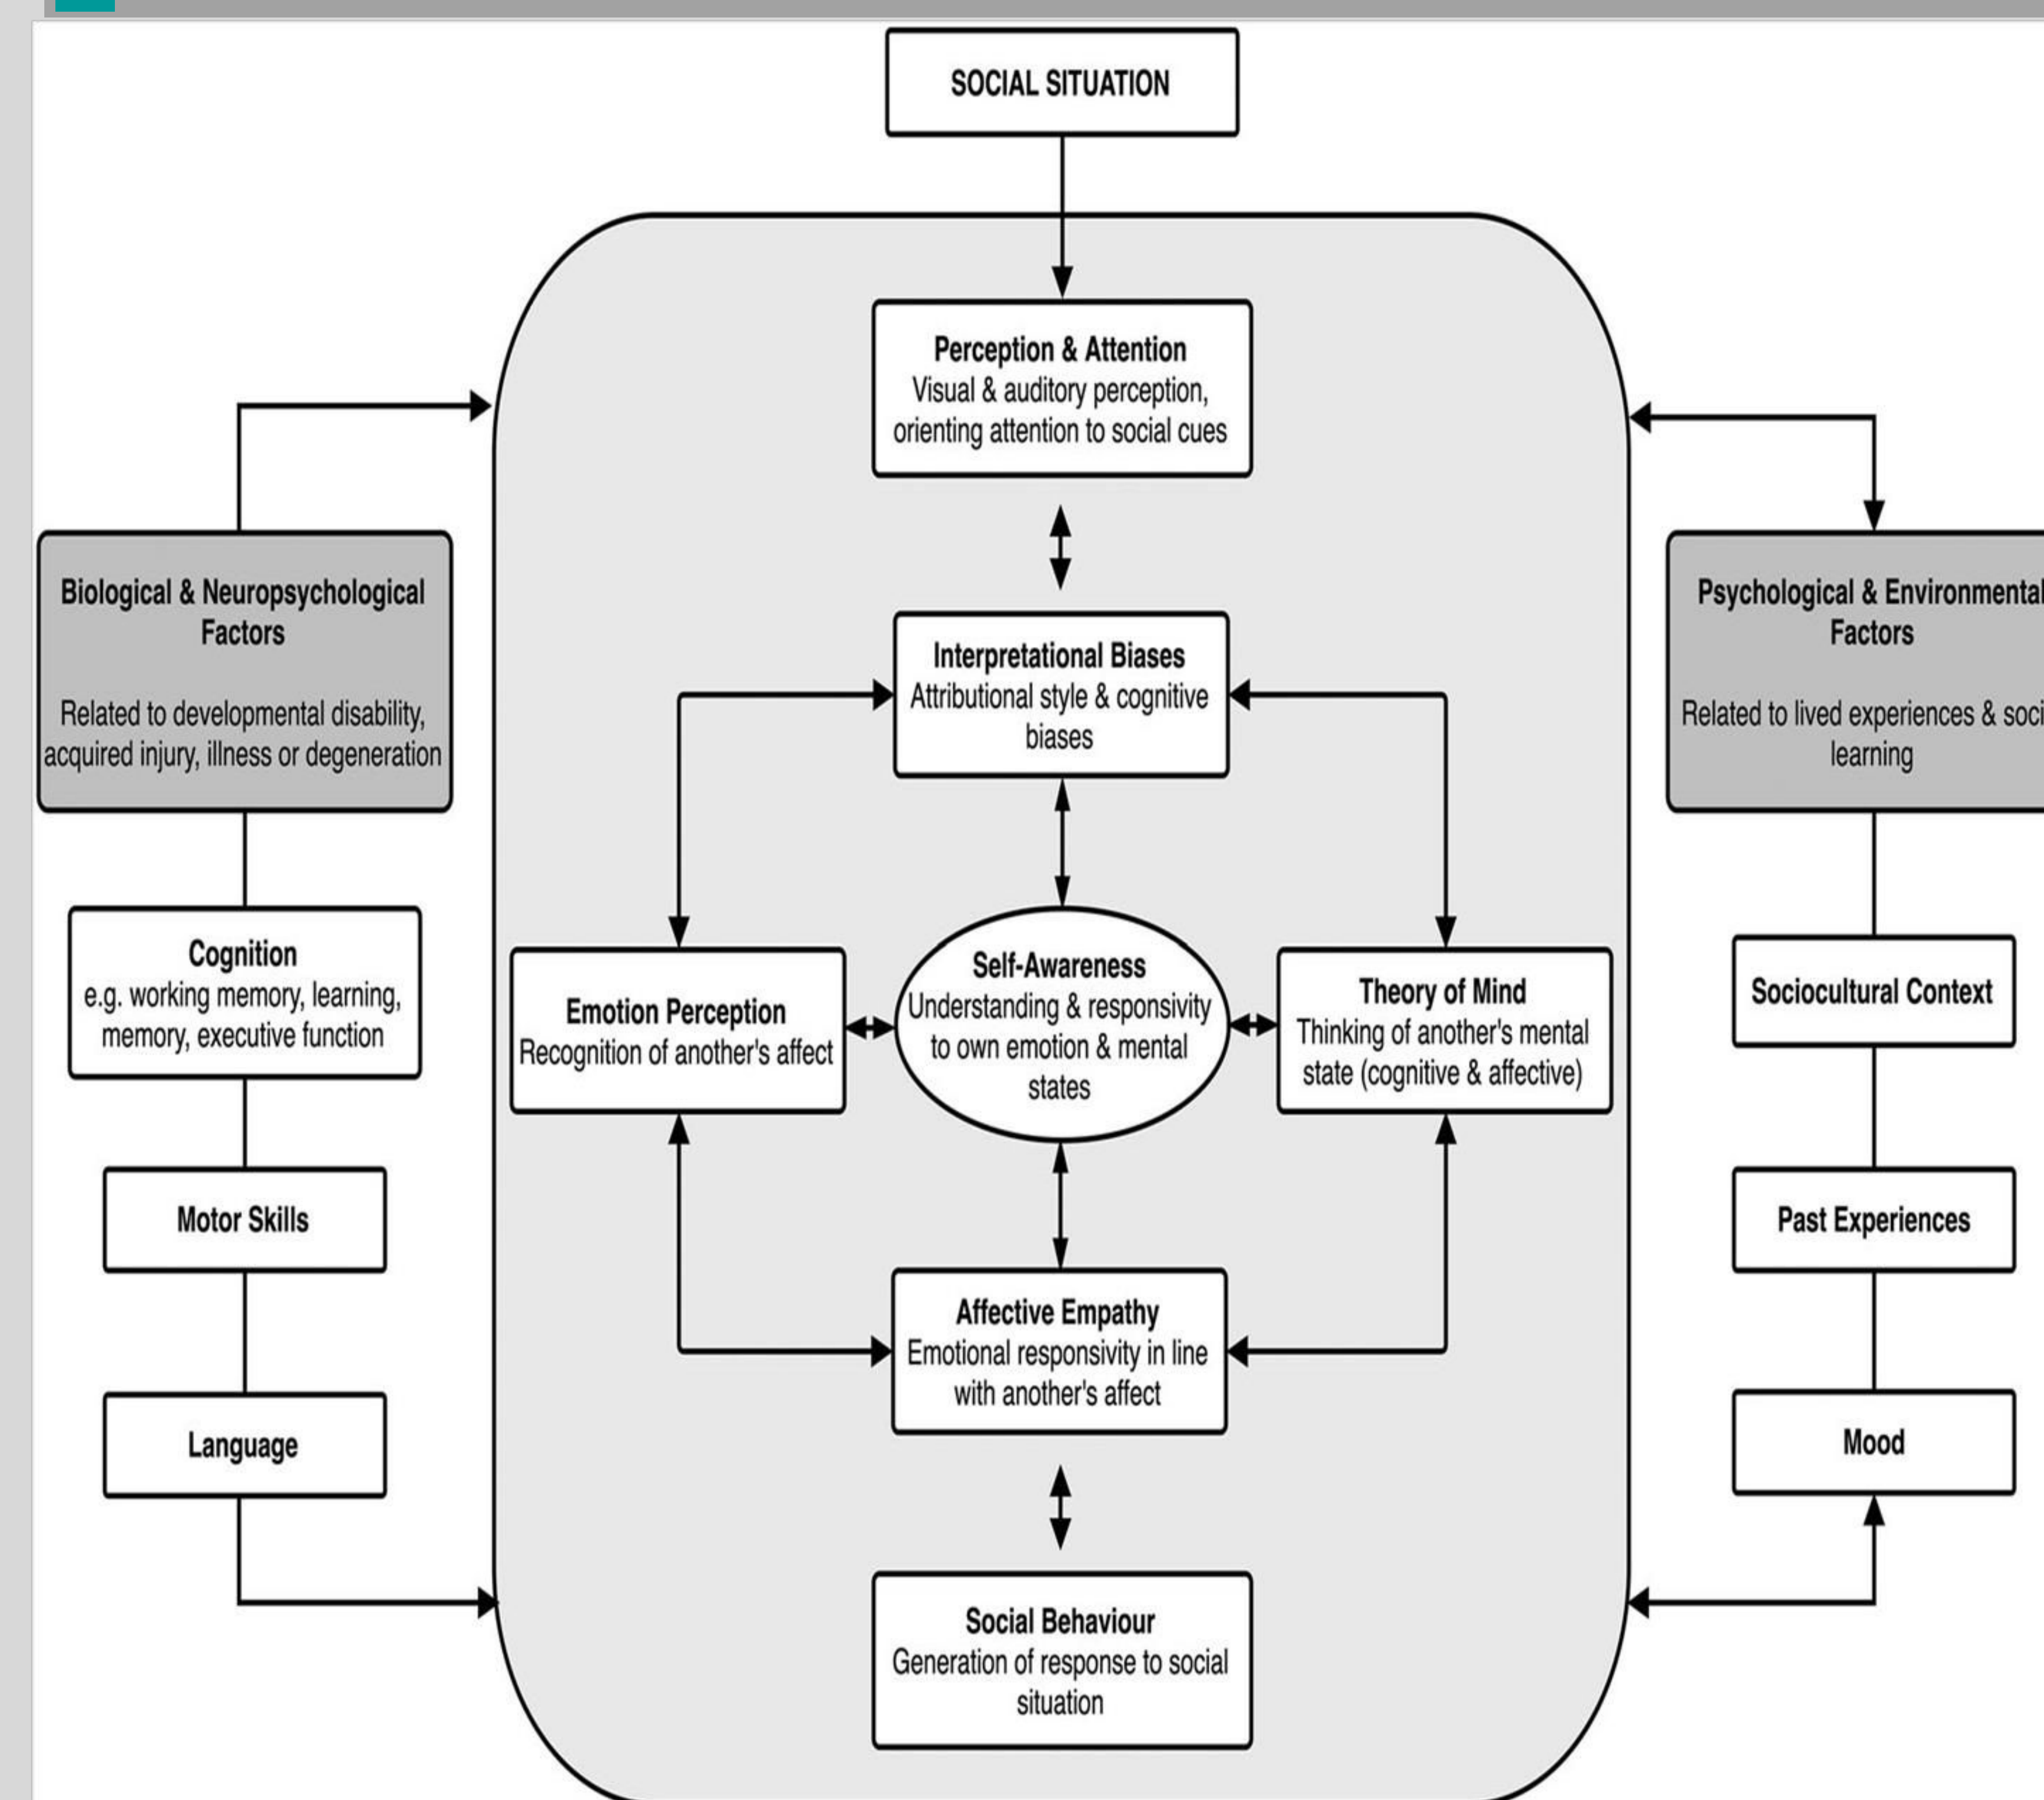 SOCIAL SITUATION
Perception & Attention
Visual & auditory perception,
orienting attention to social cues
Biological & Neuropsychological
Factors
Related to developmental disability,
acquired injury, illness or degeneration
Cognition
e.g. working memory, learning,
memory, executive function
Motor Skills
Language
Interpretational Biases
Attributional style & cognitive
biases
Emotion Perception
Recognition of another's affect
Self-Awareness
Understanding & responsivity
to own emotion & mental
states
Theory of Mind
Thinking of another's mental
state (cognitive & affective)
Affective Empathy
Emotional responsivity in line
with another's affect
Social Behaviour
Generation of response to social
situation
Psychological & Environmental
Factors
Related to lived experiences &
learning
Sociocultural Context
Past Experiences
Mood